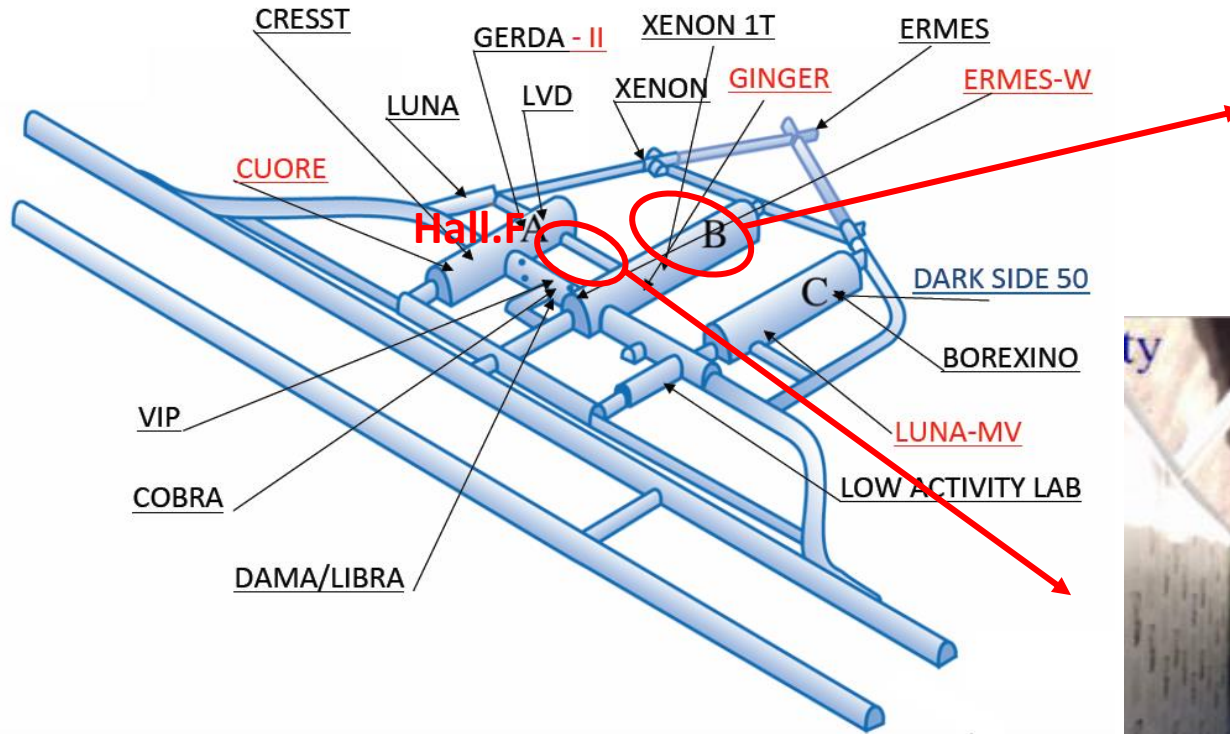 CRESST
GERDA - II
XENON 1T
ERMES
LUNA
LVD
XENON
GINGER
ERMES-W
CUORE
Hall.F
A
B
C
DARK SIDE 50
ty
BOREXINO
VIP
LUNA-MV
COBRA
LOW ACTIVITY LAB
DAMA/LIBRA